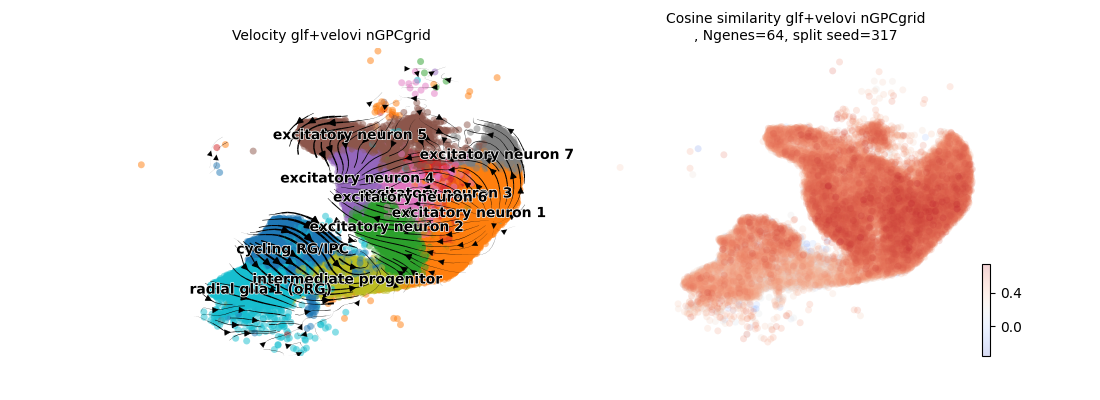 Velocity glf+velovi nGPCgrid
Cosine similarity glf+velovi nGPCgrid
, Ngenes=64, split seed=317
excitatory neuron 5
excitatory neuron 7
excitatory neuron 4
excitatory neuron 3
excitatory neuron 6
excitatory neuron 1
excitatory neuron 2
cycling RG/IPC
intermediate progenitor
radial glia 1 (oRG)
0.4
0.0